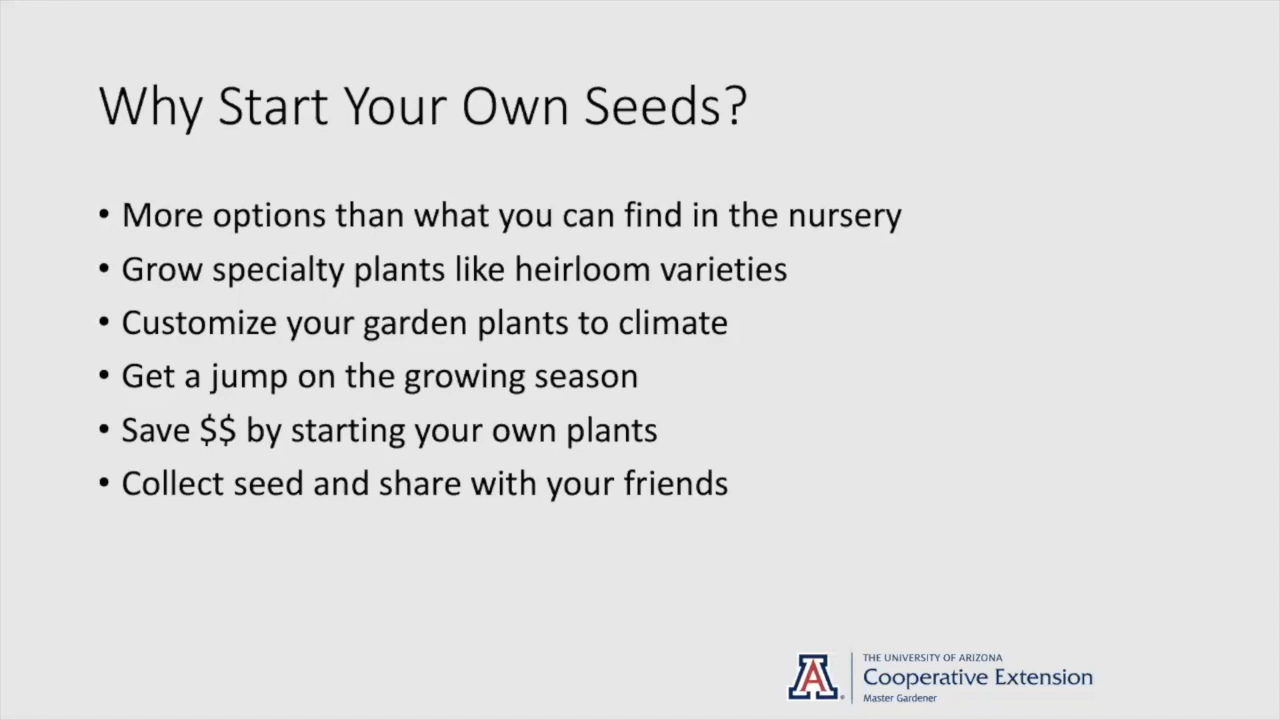 Why Start Your Own Seeds?
• More options than what you can find in the nursery
• Grow specialty plants like heirloom varieties
• Customize your garden plants to climate
• Get a jump on the growing season
• Save $$ by starting your own plants
• Collect seed and share with your friends
A
THE UNIVERSITY OF ARIZONA
Cooperative Extension
Master Gardener